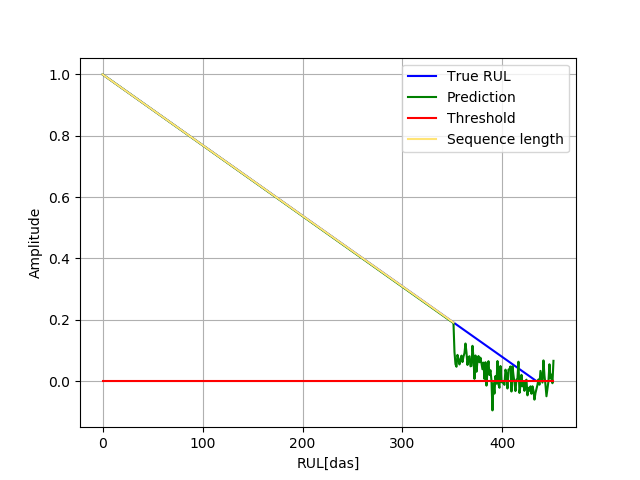 1.0
0.8
0.6
0.4
0.2
0.0
Amplitude
True RUL
Prediction
Threshold
Sequence length
0 100 200 300 400
RUL[das]